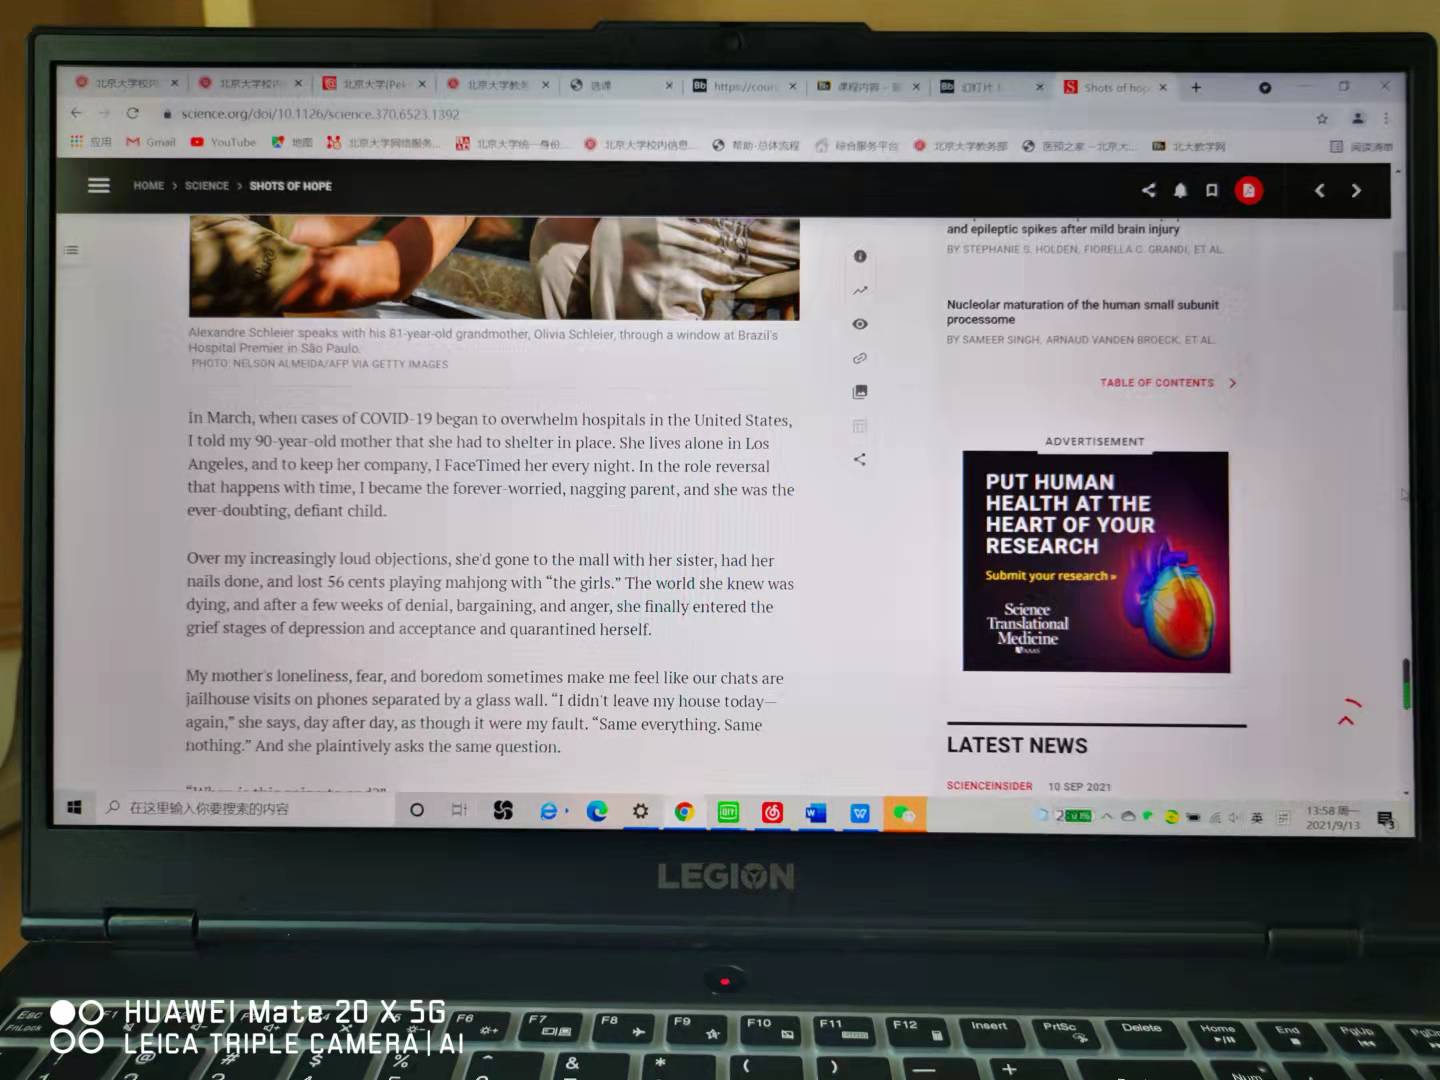 北京大学校内
北京大学校内
北京大学(Pek
北京大学教务
选课
https://cour
课程内容 – 
幻灯片 1
Shots of hop
science.org/doi/10.1126/science.370.6523.1392
应用
Gmail
YouTube
地图
北京大学网络服务...
北京大学统一身份...
北京大学校内信息...
帮助·总体流程
综合服务平台
北京大学教务部
医预之家 – 北京大...
北大教学网
阅读清单
HOME > SCIENCE > SHOTS OF HOPE
and epileptic spikes after mild brain injury
BY STEPHANIE S. HOLDEN, FIORELLA C. GRANDI, ET AL.
Nucleolar maturation of the human small subunit
processome
BY SAMEER SINGH, ARNAUD VANDEN BROECK, ET AL.
TABLE OF CONTENTS >
Alexandre Schleier speaks with his 81-year-old grandmother, Olivia Schleier, through a window at Brazil's
Hospital Premier in São Paulo.
PHOTO: NELSON ALMEIDA/AFP VIA GETTY IMAGES
In March, when cases of COVID-19 began to overwhelm hospitals in the United States,
I told my 90-year-old mother that she had to shelter in place. She lives alone in Los
Angeles, and to keep her company, I FaceTimed her every night. In the role reversal
that happens with time, I became the forever-worried, nagging parent, and she was the
ever-doubting, defiant child.
Over my increasingly loud objections, she'd gone to the mall with her sister, had her
nails done, and lost 56 cents playing mahjong with “the girls.” The world she knew was
dying, and after a few weeks of denial, bargaining, and anger, she finally entered the
grief stages of depression and acceptance and quarantined herself.
My mother's loneliness, fear, and boredom sometimes make me feel like our chats are
jailhouse visits on phones separated by a glass wall. “I didn't leave my house today—
again,” she says, day after day, as though it were my fault. “Same everything. Same
nothing.” And she plaintively asks the same question.
ADVERTISEMENT
PUT HUMAN
HEALTH AT THE
HEART OF YOUR
RESEARCH
Submit your research »
Science
Translational
Medicine
AAAS
LATEST NEWS
SCIENCEINSIDER 10 SEP 2021
在这里输入你要搜索的内容
英
13:58 周一
2021/9/13
LEGION
HUAWEI Mate 20 X 5G
LEICA TRIPLE CAMERA | AI
Esc
FnLock
F1
F6
F7
F8
F9
F10
F11
F12
Insert
PrtSc
Delete
Home
End
PgUp
@
#
$
%
^
&
*
(
)
—
+